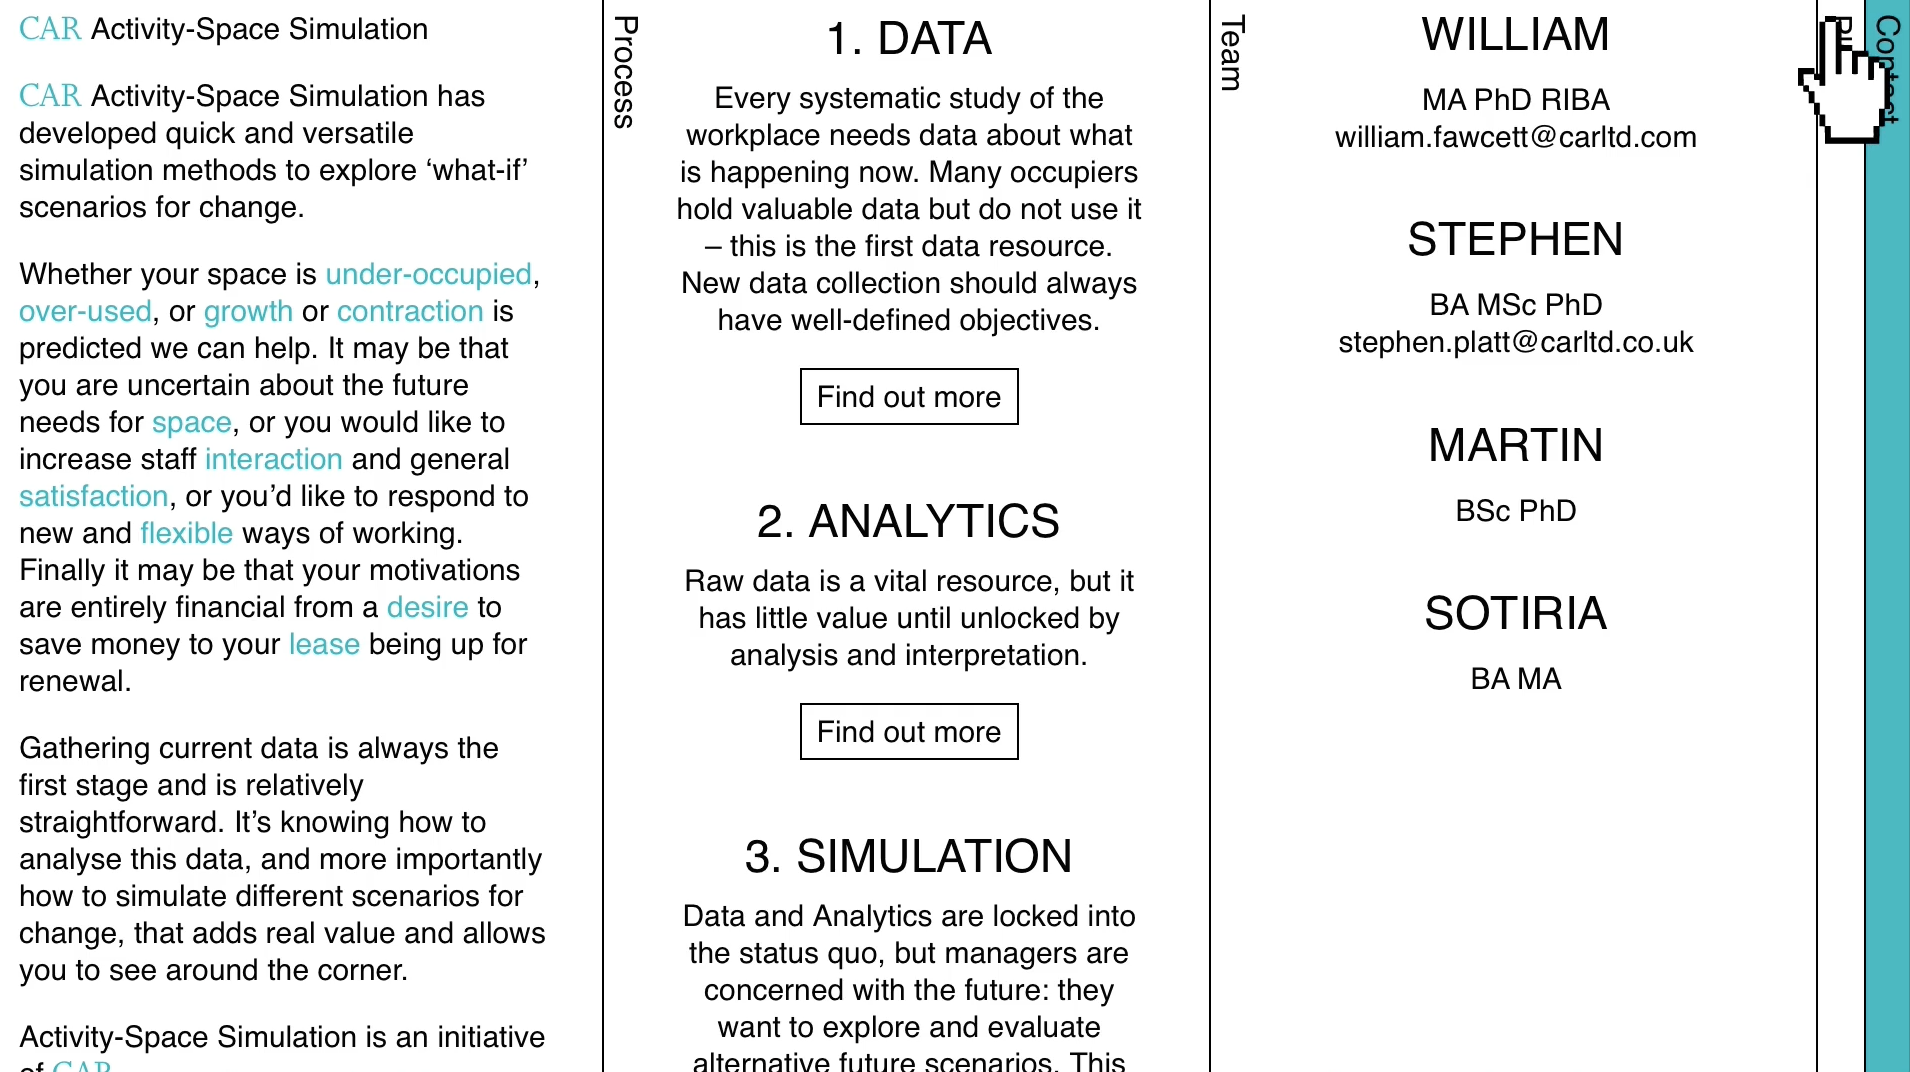 CAR Activity-Space Simulation
CAR Activity-Space Simulation has
developed quick and versatile
simulation methods to explore ‘what-if’
scenarios for change.
Whether your space is under-occupied,
over-used, or growth or contraction is
predicted we can help. It may be that
you are uncertain about the future
needs for space, or you would like to
increase staff interaction and general
satisfaction, or you’d like to respond to
new and flexible ways of working.
Finally it may be that your motivations
are entirely financial from a desire to
save money to your lease being up for
renewal.
Gathering current data is always the
first stage and is relatively
straightforward. It’s knowing how to
analyse this data, and more importantly
how to simulate different scenarios for
change, that adds real value and allows
you to see around the corner.
Activity-Space Simulation is an initiative
of CAR
Process
1. DATA
Every systematic study of the
workplace needs data about what
is happening now. Many occupiers
hold valuable data but do not use it
– this is the first data resource.
New data collection should always
have well-defined objectives.
Find out more
2. ANALYTICS
Raw data is a vital resource, but it
has little value until unlocked by
analysis and interpretation.
Find out more
3. SIMULATION
Data and Analytics are locked into
the status quo, but managers are
concerned with the future: they
want to explore and evaluate
alternative future scenarios. This
Team
WILLIAM
MA PhD RIBA
william.fawcett@carltd.com
STEPHEN
BA MSc PhD
stephen.platt@carltd.co.uk
MARTIN
BSc PhD
SOTIRIA
BA MA
Contact